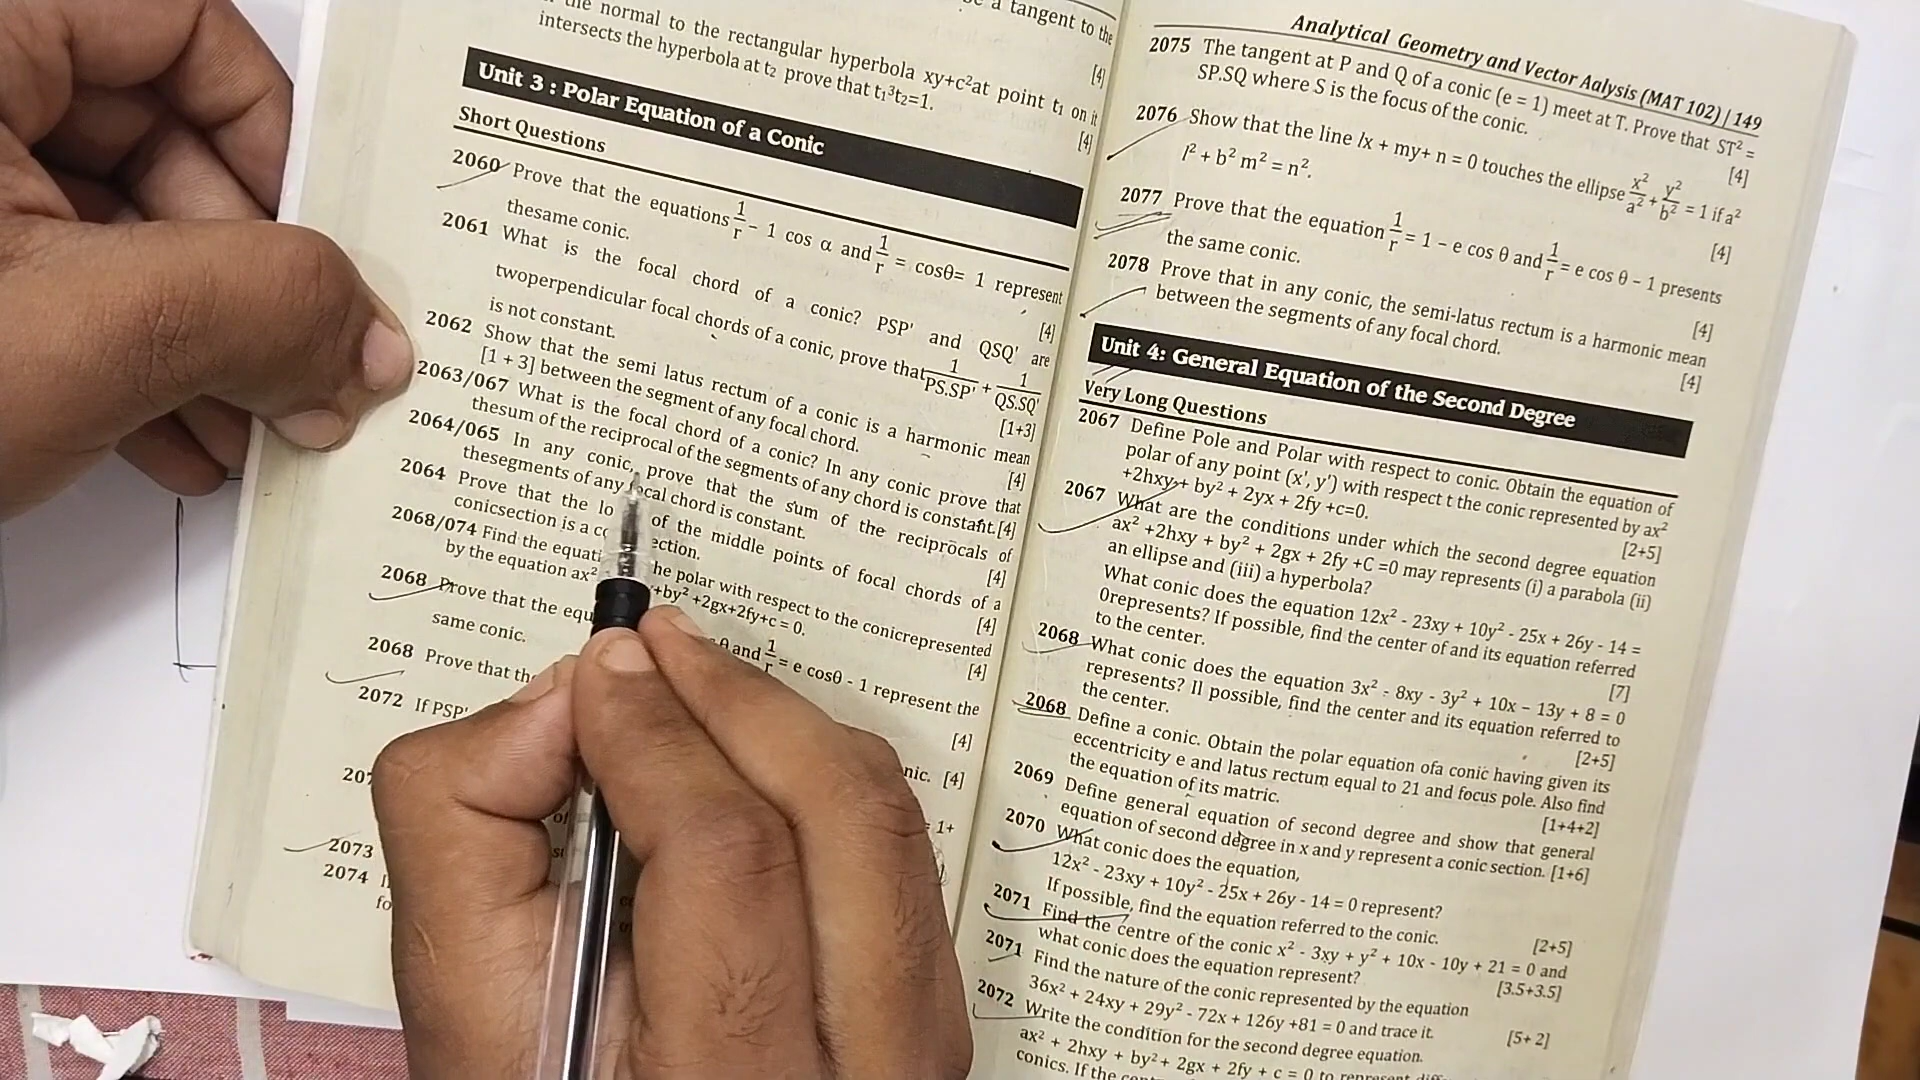 a tangent to the
the normal to the rectangular hyperbola xy+c²at point t₁ on it
[4]
intersects the hyperbola at t₂ prove that t₁³t₂=1.
[4]
Unit 3 : Polar Equation of a Conic
Short Questions
2060 Prove that the equations 1/r - 1 cos α and 1/r = cosθ= 1 represent
thesame conic.
[4]
2061 What is the focal chord of a conic? PSP' and QSQ' are
twoperpendicular focal chords of a conic, prove that 1/PS.SP' + 1/QS.SQ'
is not constant.
[1+3]
2062 Show that the semi latus rectum of a conic is a harmonic mean
[1 + 3] between the segment of any focal chord.
[4]
2063/067 What is the focal chord of a conic? In any conic prove that
thesum of the reciprocal of the segments of any chord is constant.[4]
2064/065 In any conic, prove that the sum of the reciprocals of
thesegments of any focal chord is constant.
[4]
2064 Prove that the lo of the middle points of focal chords of a
conicsection is a co ection.
[4]
2068/074 Find the equati he polar with respect to the conicrepresented
by the equation ax² +by² +2gx+2fy+c = 0.
[4]
2068 Prove that the equ θ and 1/r = e cosθ - 1 represent the
same conic.
[4]
2068 Prove that th
nic. [4]
2072 If PSP'
207
= 1+
2073
2074
fo
Analytical Geometry and Vector Aalysis (MAT 102) | 149
2075 The tangent at P and Q of a conic (e = 1) meet at T. Prove that ST² =
SP.SQ where S is the focus of the conic.
[4]
2076 Show that the line lx + my+ n = 0 touches the ellipse x²/a² + y²/b² = 1 if a²
l² + b² m² = n².
[4]
2077 Prove that the equation 1/r = 1 - e cos θ and 1/r = e cos θ - 1 presents
the same conic.
[4]
2078 Prove that in any conic, the semi-latus rectum is a harmonic mean
between the segments of any focal chord.
[4]
Unit 4: General Equation of the Second Degree
Very Long Questions
2067 Define Pole and Polar with respect to conic. Obtain the equation of
polar of any point (x', y') with respect t the conic represented by ax²
+2hxy + by² + 2yx + 2fy +c=0.
[2+5]
2067 What are the conditions under which the second degree equation
ax² +2hxy + by² + 2gx + 2fy +C =0 may represents (i) a parabola (ii)
an ellipse and (iii) a hyperbola?
What conic does the equation 12x² - 23xy + 10y² - 25x + 26y - 14 =
0represents? If possible, find the center of and its equation referred
to the center.
[7]
2068 What conic does the equation 3x² - 8xy - 3y² + 10x - 13y + 8 = 0
represents? II possible, find the center and its equation referred to
the center.
[2+5]
2068 Define a conic. Obtain the polar equation ofa conic having given its
eccentricity e and latus rectum equal to 21 and focus pole. Also find
the equation of its matric.
[1+4+2]
2069 Define general equation of second degree and show that general
equation of second degree in x and y represent a conic section. [1+6]
2070 What conic does the equation,
12x² - 23xy + 10y² - 25x + 26y - 14 = 0 represent?
If possible, find the equation referred to the conic.
[2+5]
2071 Find the centre of the conic x² - 3xy + y² + 10x - 10y + 21 = 0 and
what conic does the equation represent?
[3.5+3.5]
2071 Find the nature of the conic represented by the equation
36x² + 24xy + 29y² - 72x + 126y +81 = 0 and trace it.
[5+ 2]
2072 Write the condition for the second degree equation.
ax² + 2hxy + by² + 2gx + 2fy + c = 0 to represent
conics. If the